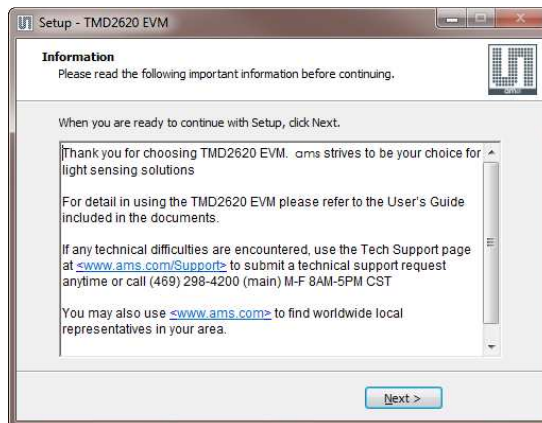 Setup - TMD2620 EVM
Information
Please read the following important information before continuing.
am
When you are ready to continue with Setup, click Next.
Thank you for choosing TMD2620 EVM. ams strives to be your choice for
light sensing solutions
For detail in using the TMD2620 EVM please refer to the User's Guide
included in the documents.
If any technical difficulties are encountered, use the Tech Support page
at <www.ams.com/Support> to submit a technical support request
anytime or call (469) 298-4200 (main) M-F 8AM-5PM CST
You may also use <www.ams.com> to find worldwide local
representatives in your area.
Next >